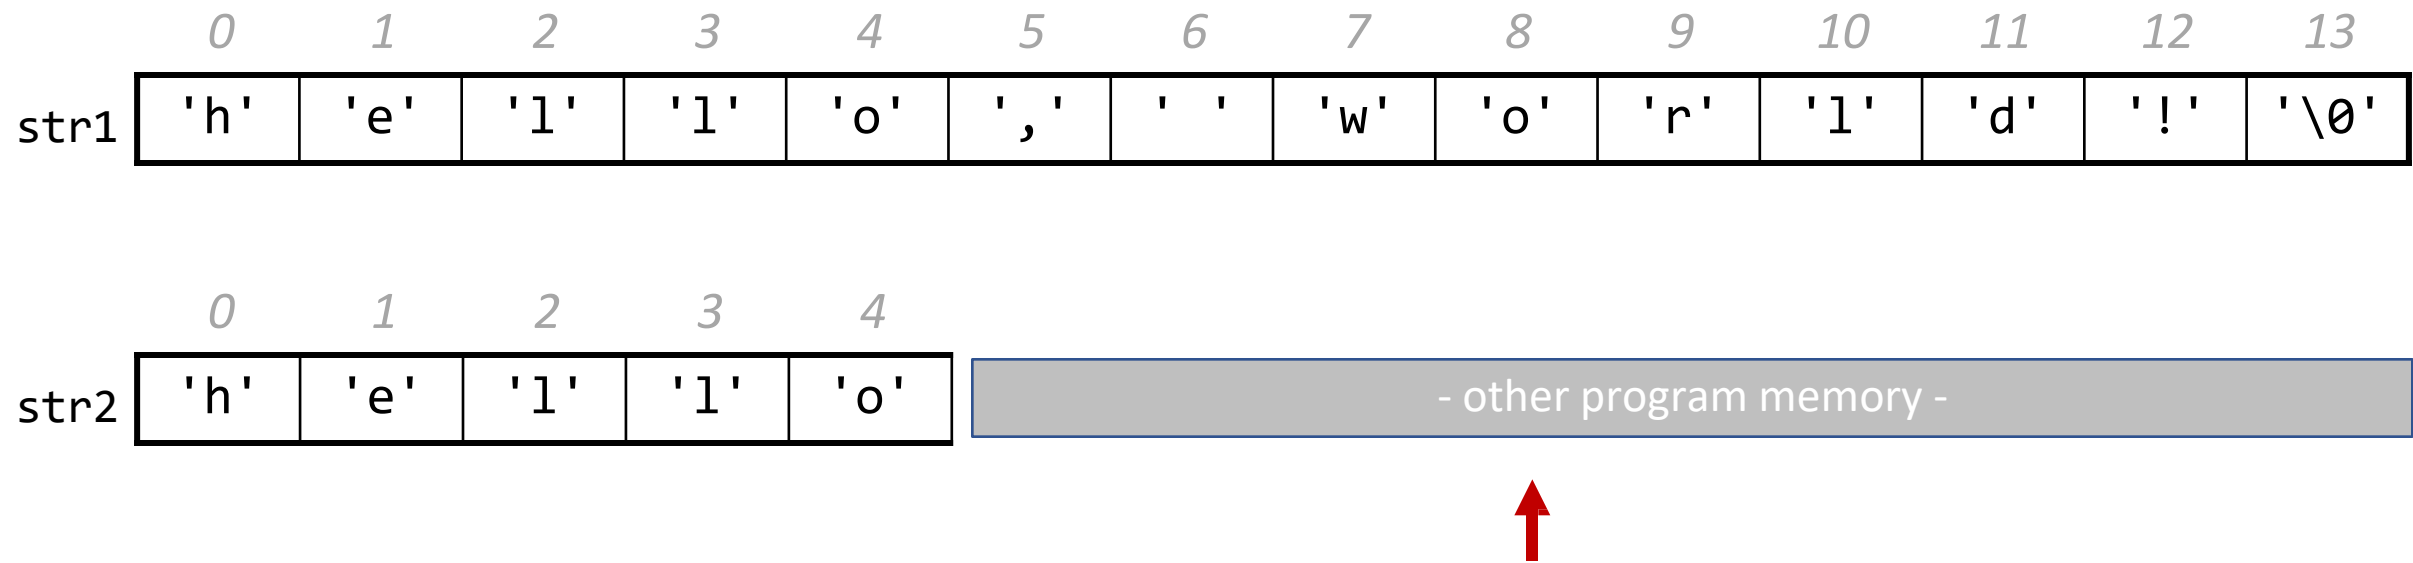 0 1 2 3 4 5 6 7 8 9 10 11 12 13
str1 'h' 'e' 'l' 'l' 'o' ',' ' ' 'w' 'o' 'r' 'l' 'd' '!' '\0'
0 1 2 3 4
str2 'h' 'e' 'l' 'l' 'o' - other program memory -